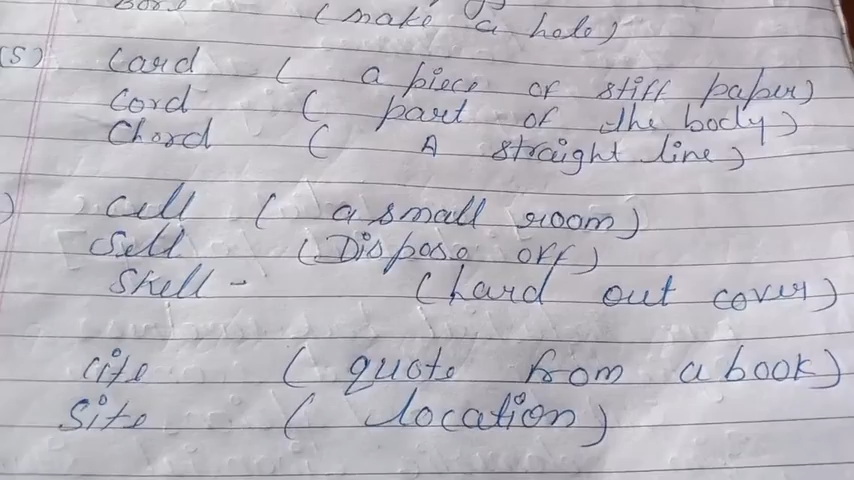 Bore (make a hole)
(5) Card ( a piece of stiff paper)
Cord ( part of the body)
Chord ( A straight line)
) Cell ( a small room)
Sell (Dispose off)
Shell - (hard out cover)
Cite ( quote from a book)
Site ( location)